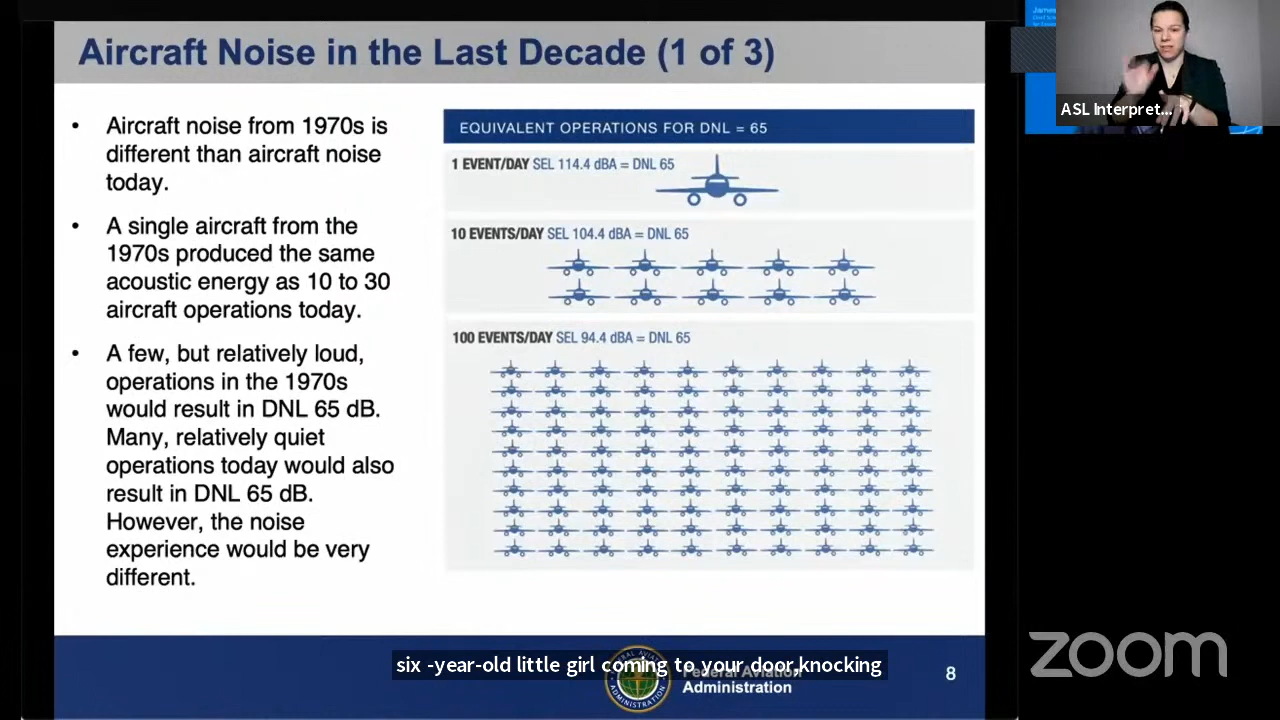 Aircraft Noise in the Last Decade (1 of 3)
• Aircraft noise from 1970s is
different than aircraft noise
today.
• A single aircraft from the
1970s produced the same
acoustic energy as 10 to 30
aircraft operations today.
• A few, but relatively loud,
operations in the 1970s
would result in DNL 65 dB.
Many, relatively quiet
operations today would also
result in DNL 65 dB.
However, the noise
experience would be very
different.
EQUIVALENT OPERATIONS FOR DNL = 65
1 EVENT/DAY SEL 114.4 dBA = DNL 65
10 EVENTS/DAY SEL 104.4 dBA = DNL 65
100 EVENTS/DAY SEL 94.4 dBA = DNL 65
six -year-old little girl coming to your door,knocking
Federal Aviation
Administration
8
James
ASL Interpret...
zoom